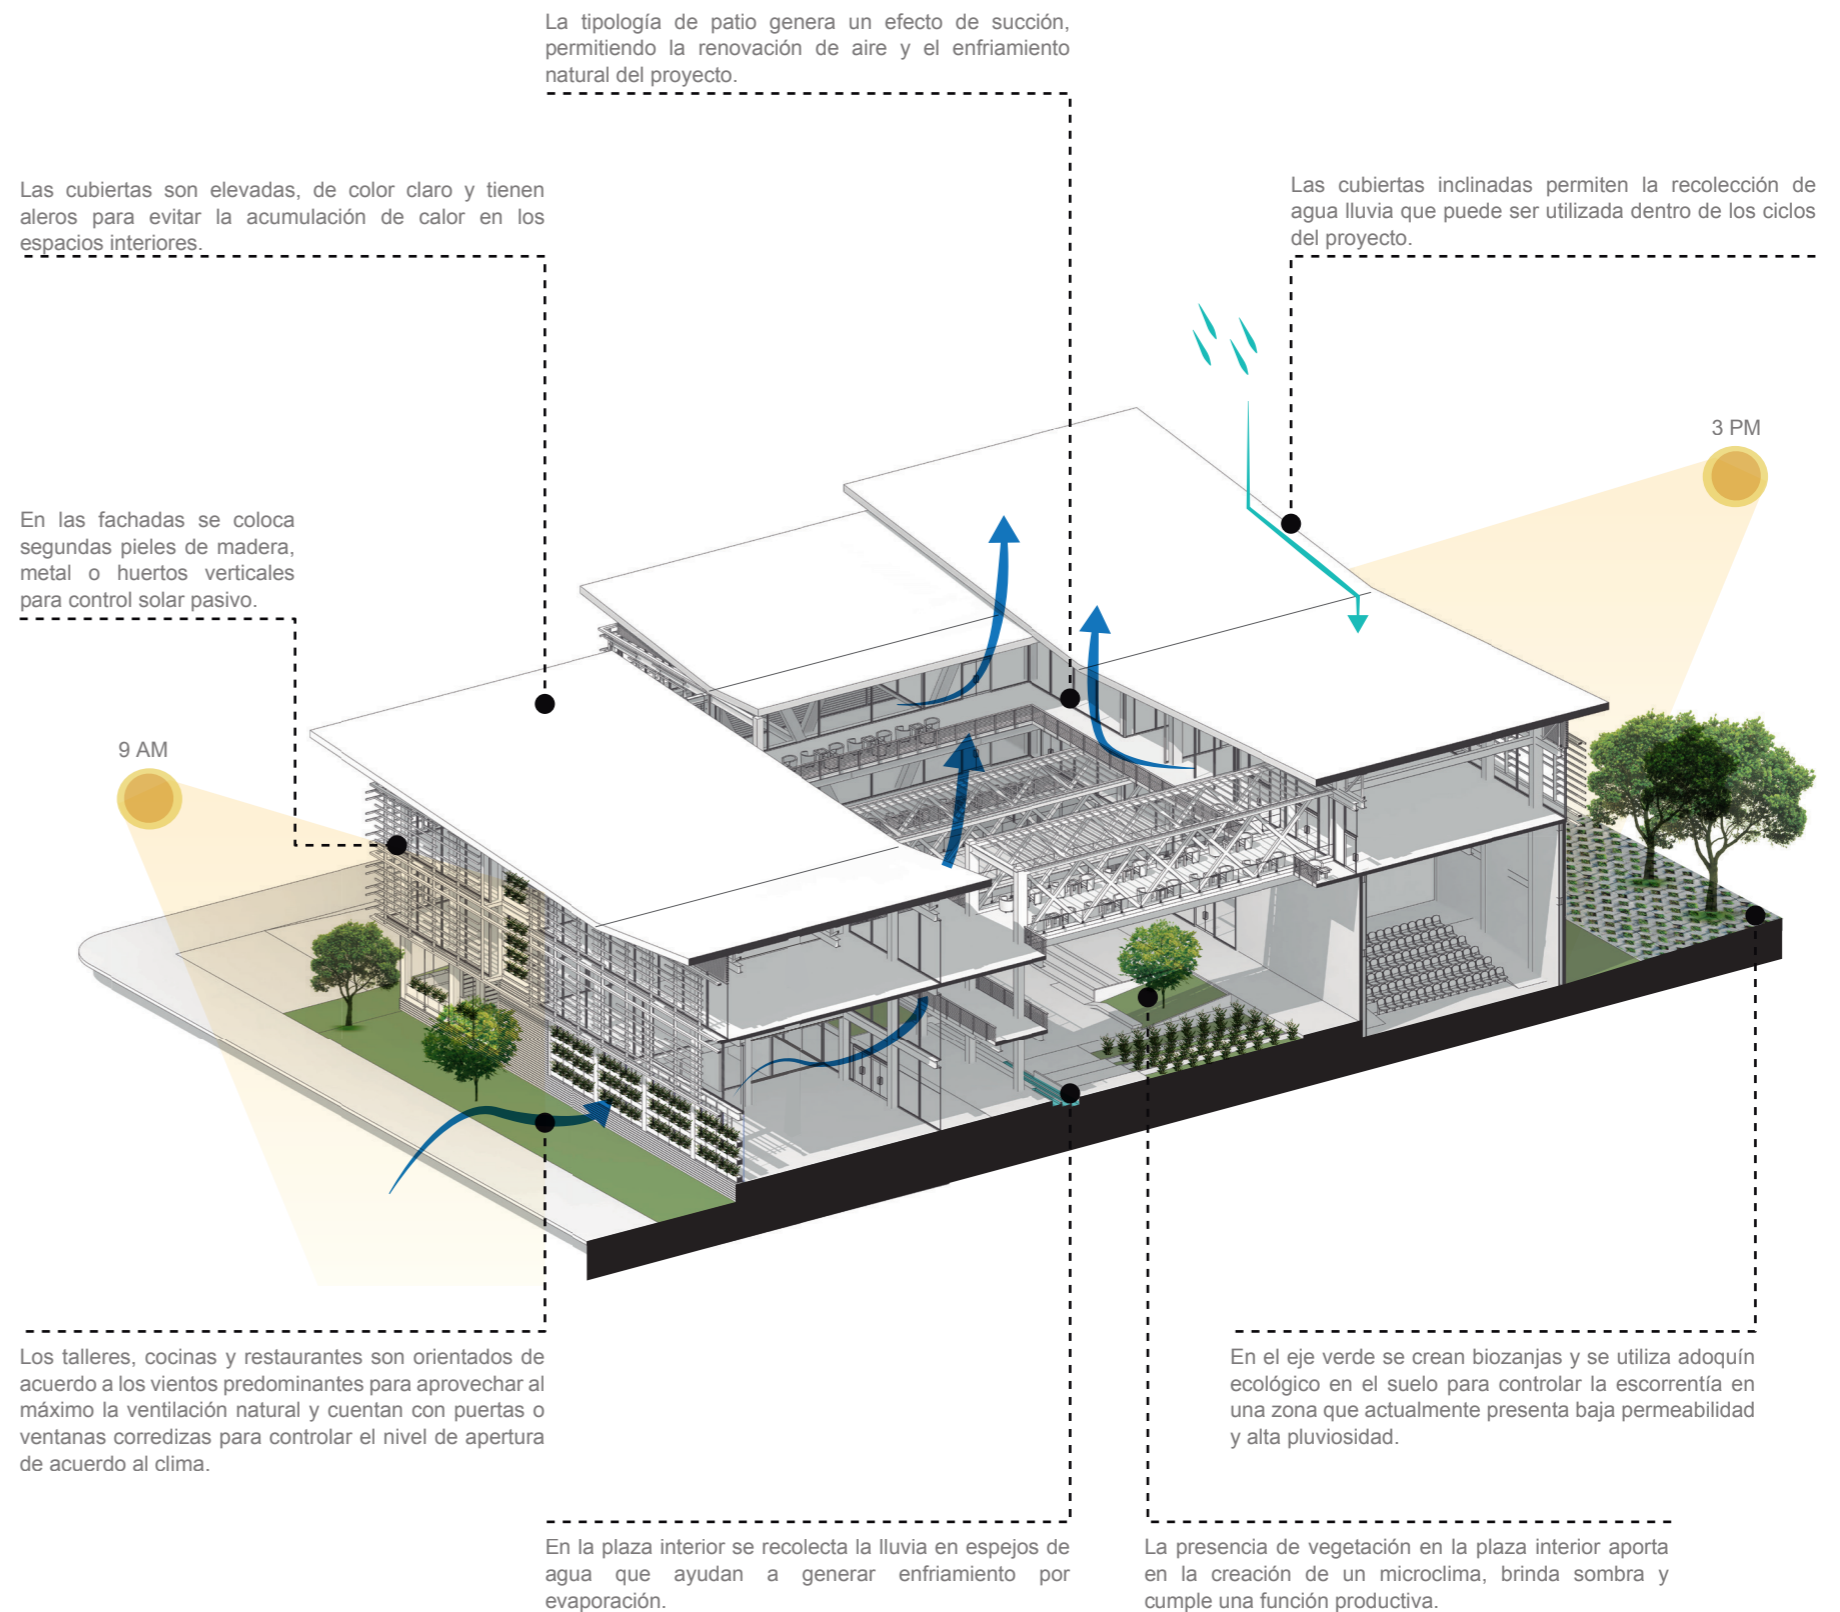 La tipología de patio genera un efecto de succión,
permitiendo la renovación de aire y el enfriamiento
natural del proyecto.
Las cubiertas son elevadas, de color claro y tienen
aleros para evitar la acumulación de calor en los
espacios interiores.
Las cubiertas inclinadas permiten la recolección de
agua lluvia que puede ser utilizada dentro de los ciclos
del proyecto.
3 PM
En las fachadas se coloca
segundas pieles de madera,
metal o huertos verticales
para control solar pasivo.
9 AM
Los talleres, cocinas y restaurantes son orientados de
acuerdo a los vientos predominantes para aprovechar al
máximo la ventilación natural y cuentan con puertas o
ventanas corredizas para controlar el nivel de apertura
de acuerdo al clima.
En el eje verde se crean biozanjas y se utiliza adoquín
ecológico en el suelo para controlar la escorrentía en
una zona que actualmente presenta baja permeabilidad
y alta pluviosidad.
En la plaza interior se recolecta la lluvia en espejos de
agua que ayudan a generar enfriamiento por
evaporación.
La presencia de vegetación en la plaza interior aporta
en la creación de un microclima, brinda sombra y
cumple una función productiva.